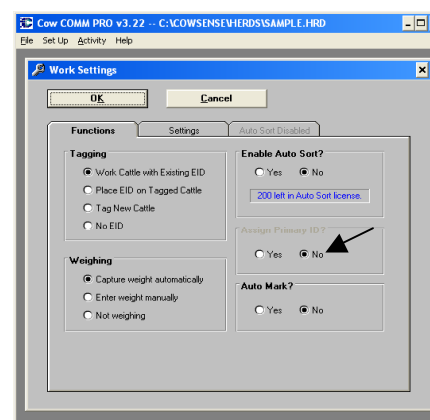 Cow COMM PRO v3.22 -- C:\COWSENSE\HERDS\SAMPLE.HRD
File Set Up Activity Help
Work Settings
OK Cancel
Functions Settings Auto Sort Disabled
Tagging
Work Cattle with Existing EID
Place EID on Tagged Cattle
Tag New Cattle
No EID
Weighing
Capture weight automatically
Enter weight manually
Not weighing
Enable Auto Sort?
Yes No
200 left in Auto Sort license.
Assign Primary ID?
Yes No
Auto Mark?
Yes No